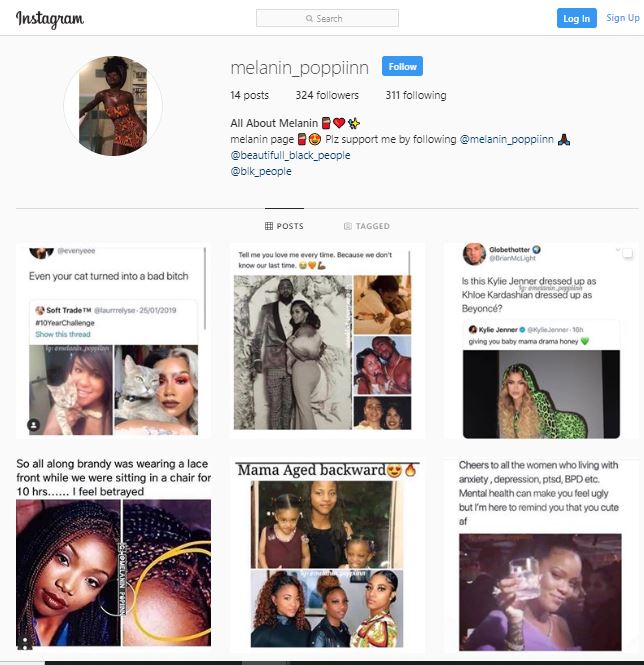 Instagram
Search
Log In
Sign Up
melanin_poppiinn
Follow
14 posts 324 followers 311 following
All About Melanin
melanin page Plz support me by following @melanin_poppiinn
@beautifull_black_people
@blk_people
POSTS
TAGGED
@evenyeee
Even your cat turned into a bad bitch
Soft Trade™ @laurrrelyse · 25/01/2019
#10YearChallenge
Show this thread
Ig: @melanin_poppiinn
Tell me you love me every time. Because we don't
know our last time.
Globethotter
@BrianMcLight
Is this Kylie Jenner dressed up as
Khloe Kardashian dressed up as
Beyoncé?
Ig: @melanin_poppiinn
Kylie Jenner @KylieJenner · 10h
giving you baby mama drama honey
So all along brandy was wearing a lace
front while we were sitting in a chair for
10 hrs...... I feel betrayed
Mama Aged backward
Cheers to all the women who living with
anxiety , depression, ptsd, BPD etc.
Mental health can make you feel ugly
but I'm here to remind you that you cute
af